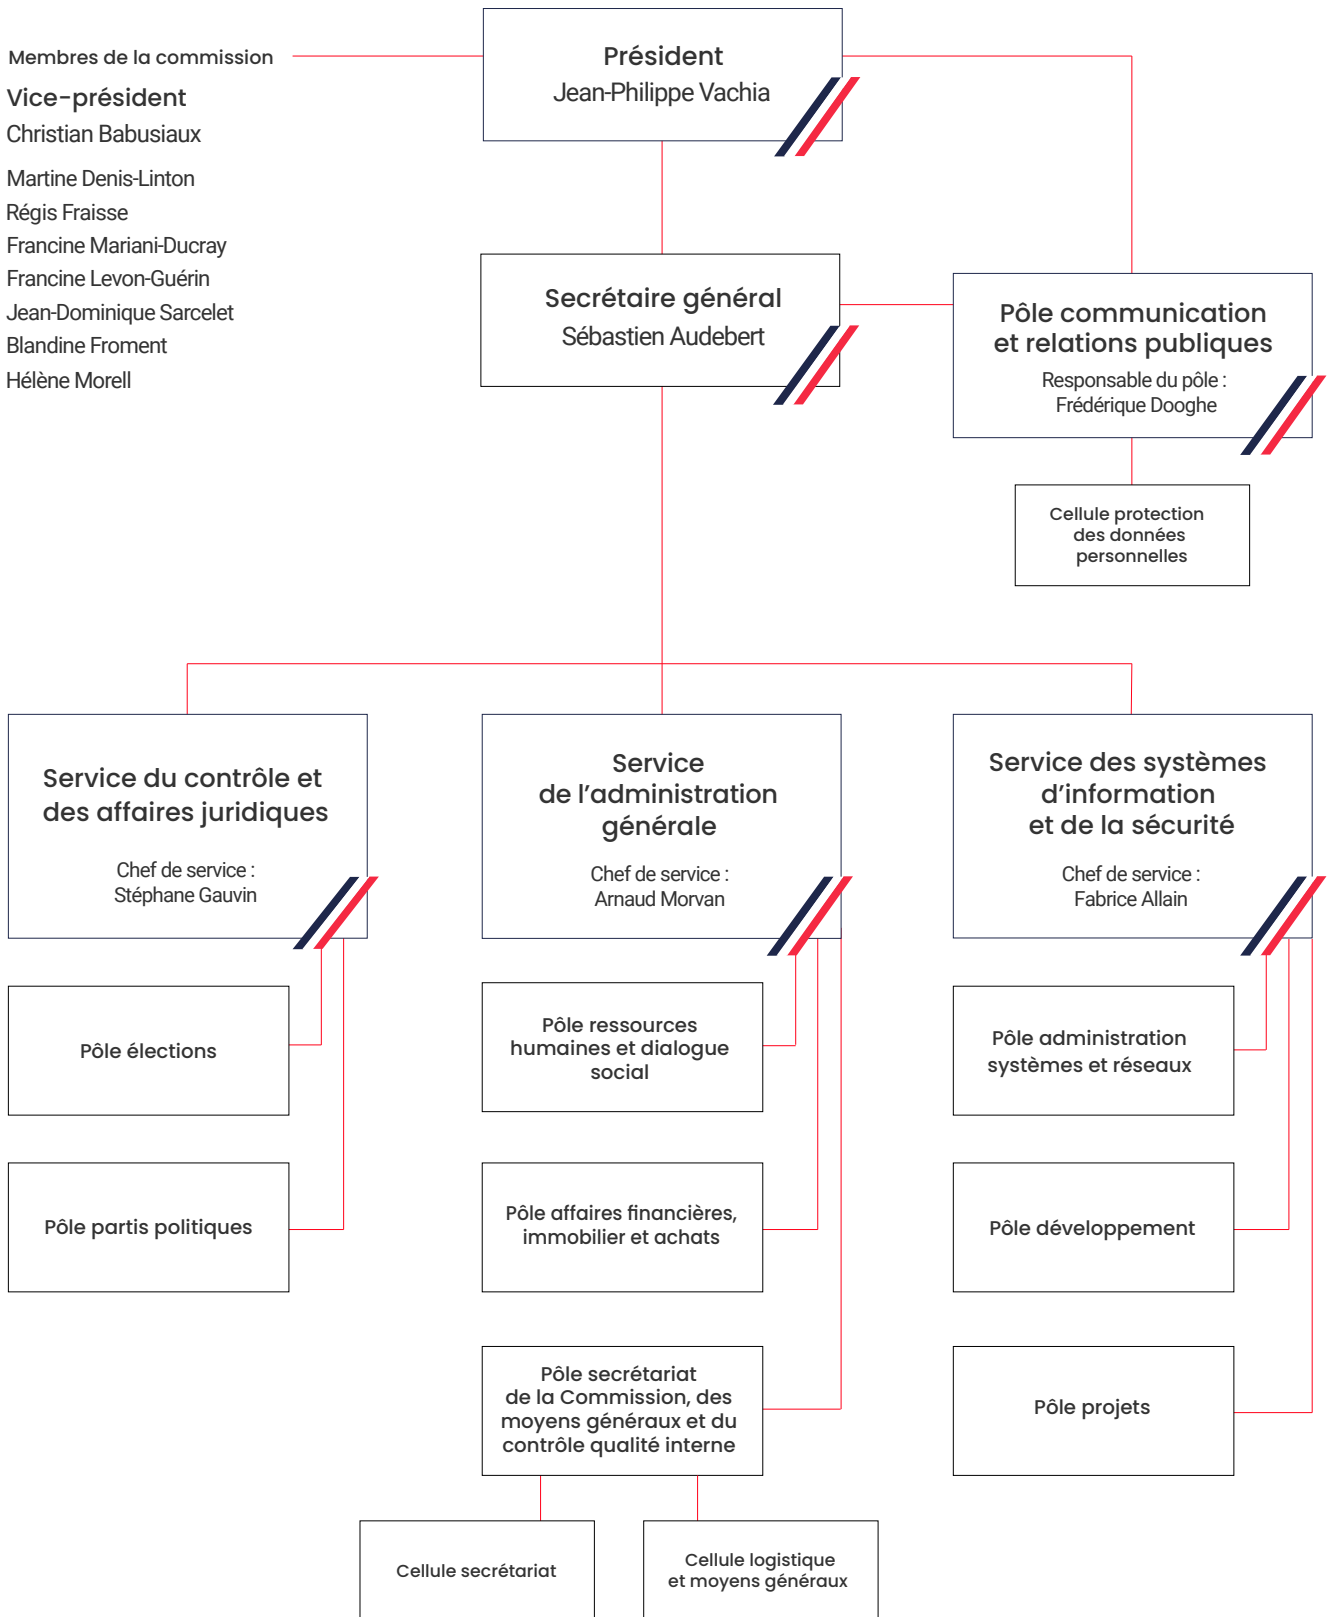 Membres de la commission
Vice-président
Christian Babusiaux
Martine Denis-Linton
Régis Fraisse
Francine Mariani-Ducray
Francine Levon-Guérin
Jean-Dominique Sarcelet
Blandine Froment
Hélène Morell
Président
Jean-Philippe Vachia
Secrétaire général
Sébastien Audebert
Pôle communication
et relations publiques
Responsable du pôle :
Frédérique Dooghe
Cellule protection
des données
personnelles
Service du contrôle et
des affaires juridiques
Chef de service :
Stéphane Gauvin
Pôle élections
Pôle partis politiques
Service
de l’administration
générale
Chef de service :
Arnaud Morvan
Pôle ressources
humaines et dialogue
social
Pôle affaires financières,
immobilier et achats
Pôle secrétariat
de la Commission, des
moyens généraux et du
contrôle qualité interne
Cellule secrétariat
Cellule logistique
et moyens généraux
Service des systèmes
d’information
et de la sécurité
Chef de service :
Fabrice Allain
Pôle administration
systèmes et réseaux
Pôle développement
Pôle projets